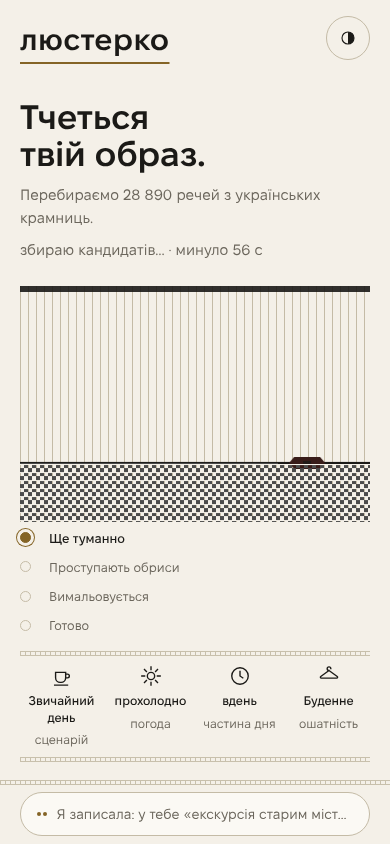 люстерко
Тчеться
твій образ.
Перебираємо 28 890 речей з українських
крамниць.
збираю кандидатів… · минуло 56 с
Ще туманно
Проступають обриси
Вимальовується
Готово
Звичайний день
сценарій
прохолодно
погода
вдень
частина дня
Буденне
ошатність
Я записала: у тебе «екскурсія старим міст…